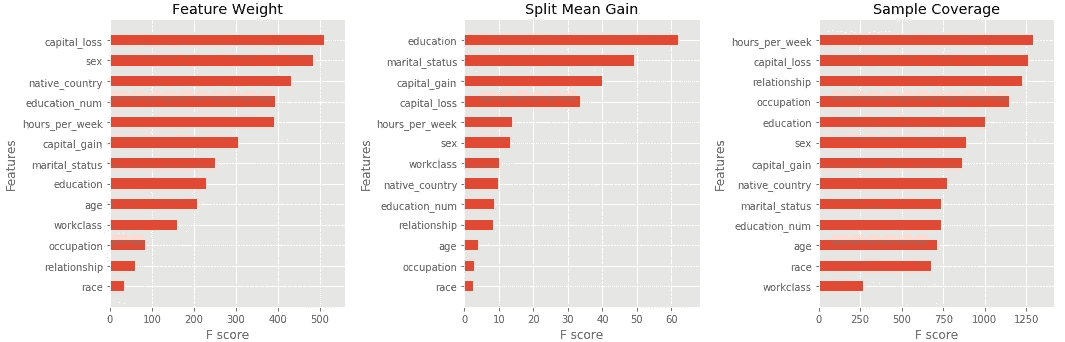 Feature Weight
Features
capital_loss
sex
native_country
education_num
hours_per_week
capital_gain
marital_status
education
age
workclass
occupation
relationship
race
0 100 200 300 400 500
F score
Split Mean Gain
Features
education
marital_status
capital_gain
capital_loss
hours_per_week
sex
workclass
native_country
education_num
relationship
age
occupation
race
0 10 20 30 40 50 60
F score
Sample Coverage
Features
hours_per_week
capital_loss
relationship
occupation
education
sex
capital_gain
native_country
marital_status
education_num
age
race
workclass
0 250 500 750 1000 1250
F score